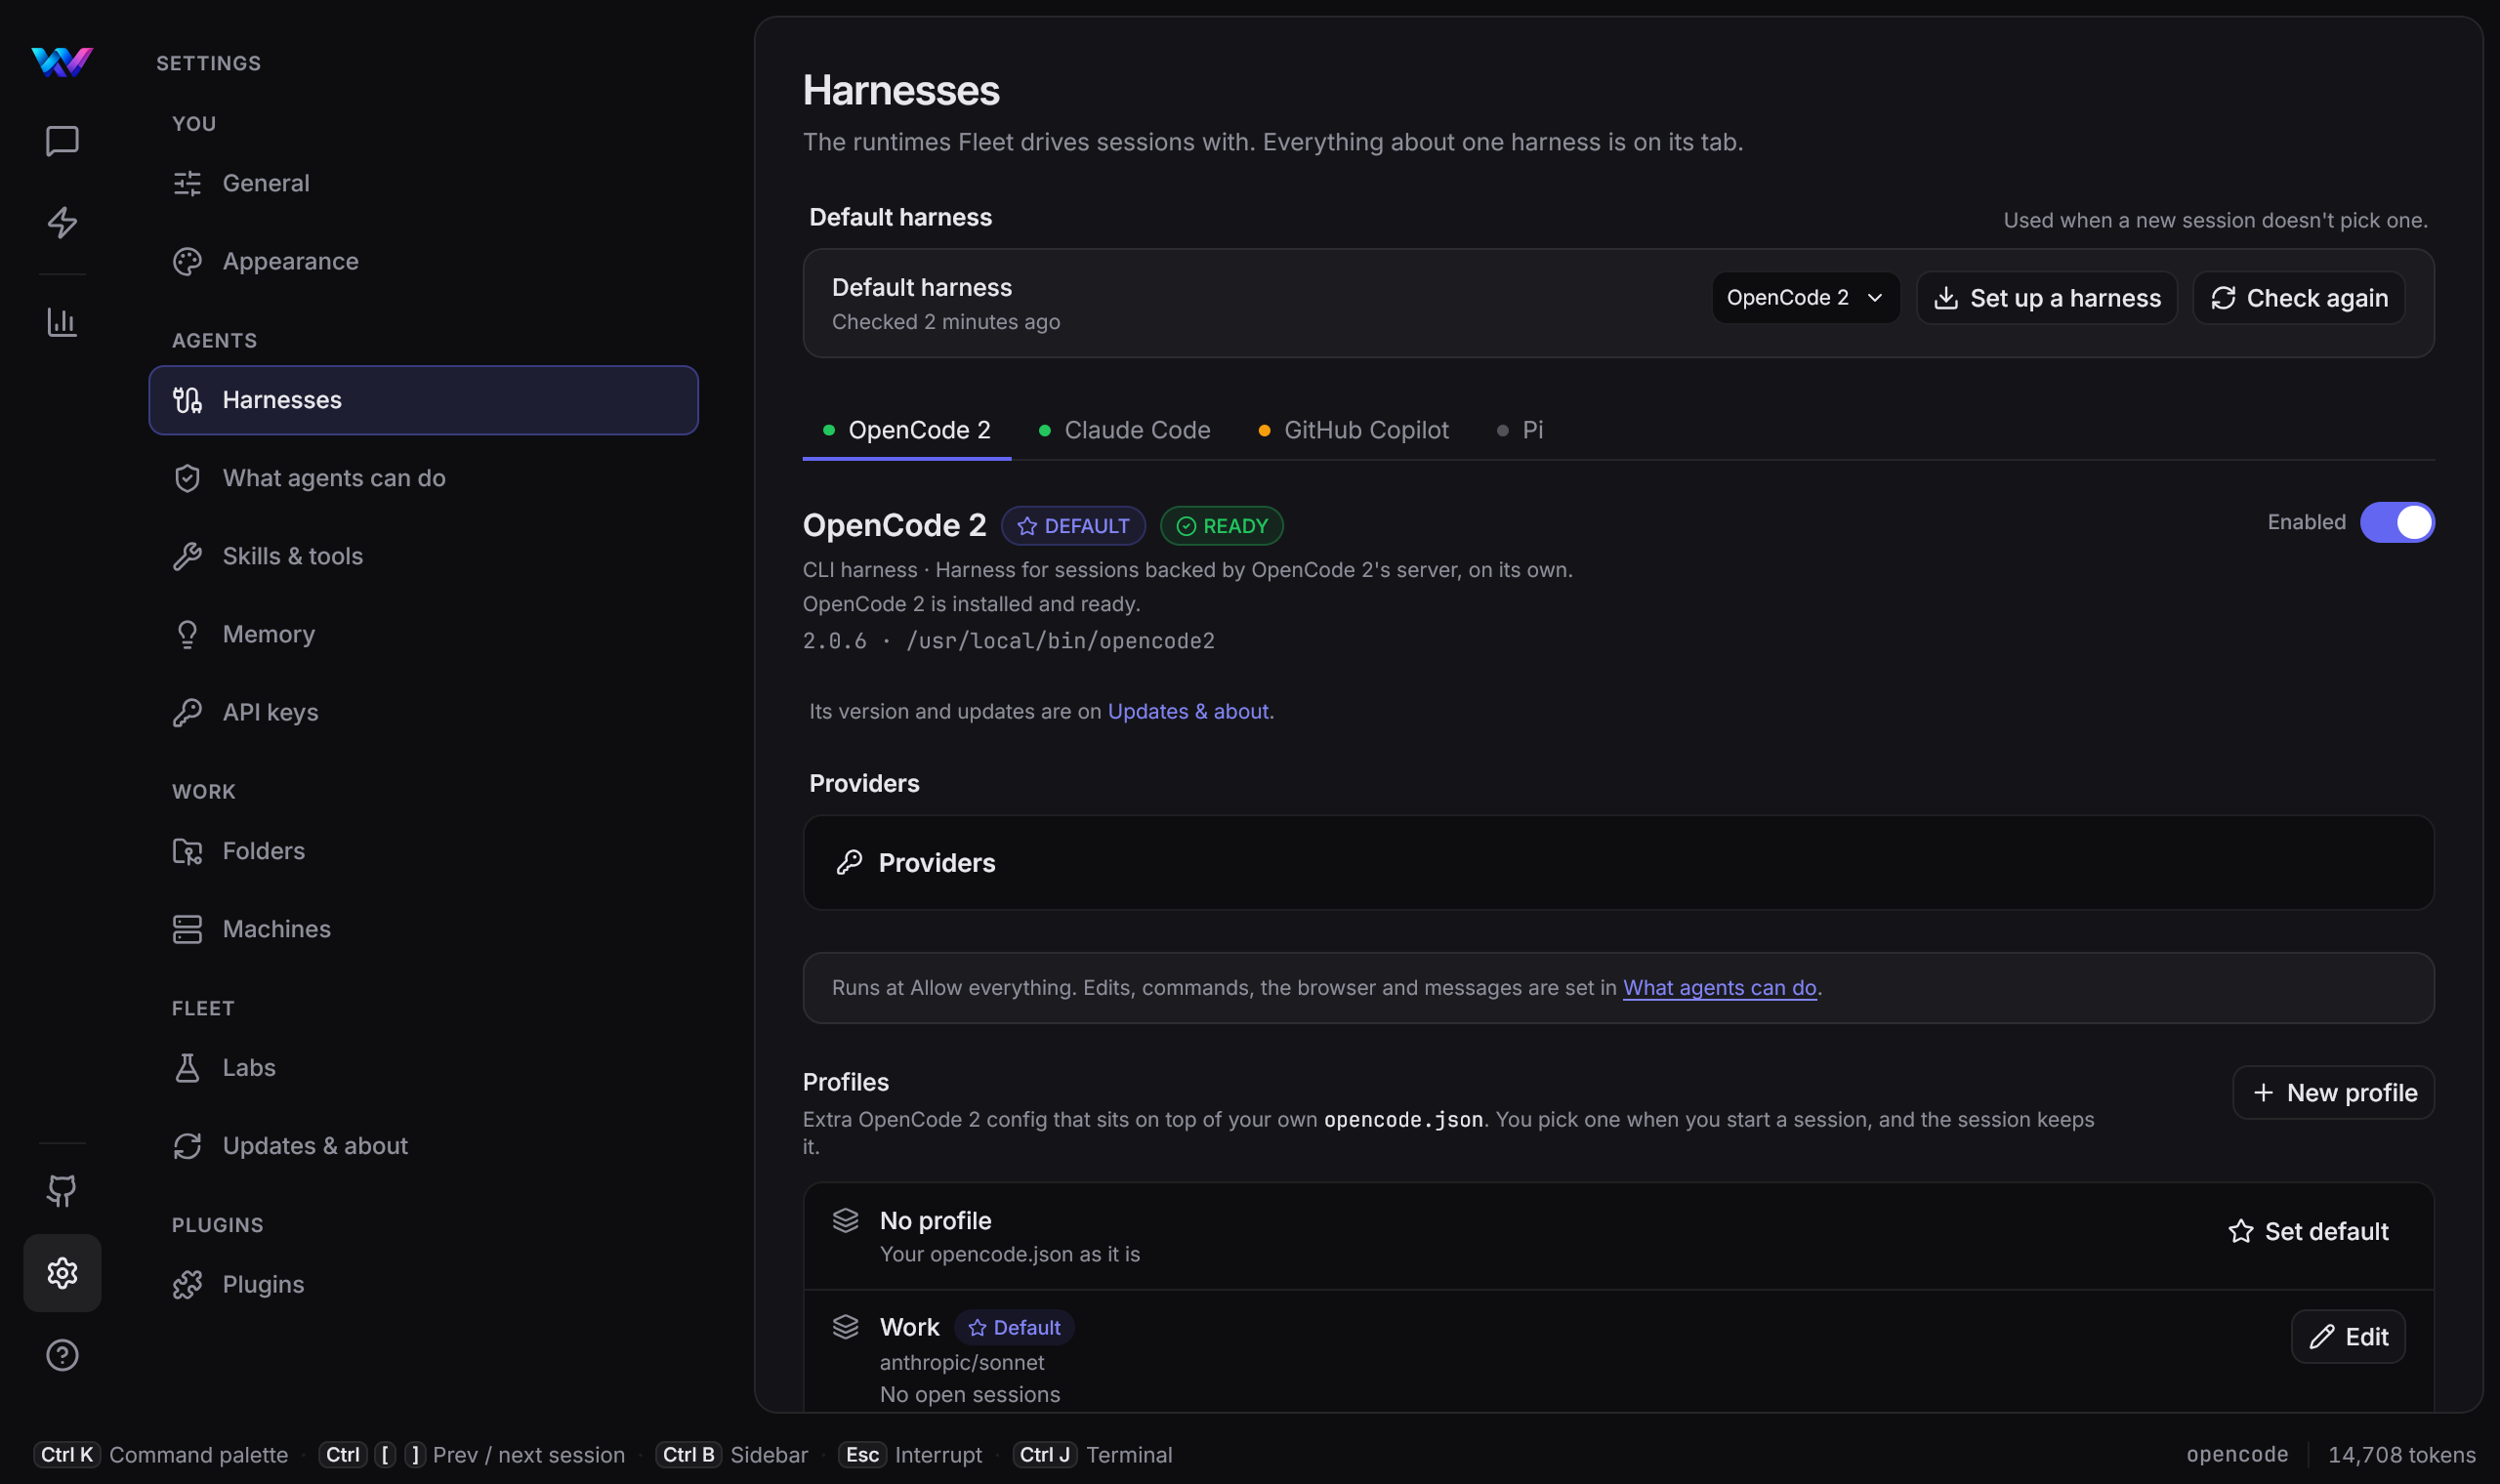 SETTINGS
YOU
General
Appearance
AGENTS
Harnesses
What agents can do
Skills & tools
Memory
API keys
WORK
Folders
Machines
FLEET
Labs
Updates & about
PLUGINS
Plugins
Harnesses
The runtimes Fleet drives sessions with. Everything about one harness is on its tab.
Default harness
Used when a new session doesn't pick one.
Default harness
Checked 2 minutes ago
OpenCode 2
Set up a harness
Check again
OpenCode 2
Claude Code
GitHub Copilot
Pi
OpenCode 2
DEFAULT
READY
Enabled
CLI harness · Harness for sessions backed by OpenCode 2's server, on its own.
OpenCode 2 is installed and ready.
2.0.6 · /usr/local/bin/opencode2
Its version and updates are on Updates & about.
Providers
Providers
Runs at Allow everything. Edits, commands, the browser and messages are set in What agents can do.
Profiles
New profile
Extra OpenCode 2 config that sits on top of your own opencode.json. You pick one when you start a session, and the session keeps
it.
No profile
Your opencode.json as it is
Set default
Work
Default
anthropic/sonnet
No open sessions
Edit
Ctrl K Command palette · Ctrl [ ] Prev / next session · Ctrl B Sidebar · Esc Interrupt · Ctrl J Terminal
opencode
14,708 tokens